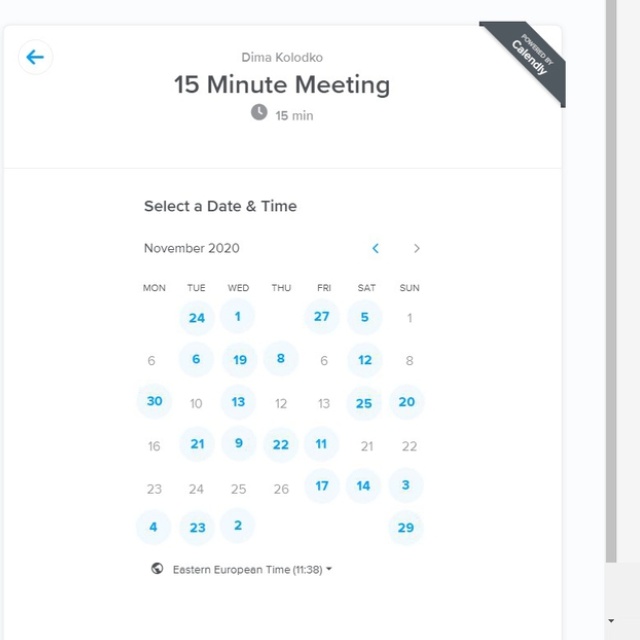 POWERED BY
Calendly
Dima Kolodko
15 Minute Meeting
15 min
Select a Date & Time
November 2020
MON TUE WED THU FRI SAT SUN
24 1 27 5 1
6 6 19 8 6 12 8
30 10 13 12 13 25 20
16 21 9 22 11 21 22
23 24 25 26 17 14 3
4 23 2 29
Eastern European Time (11:38)